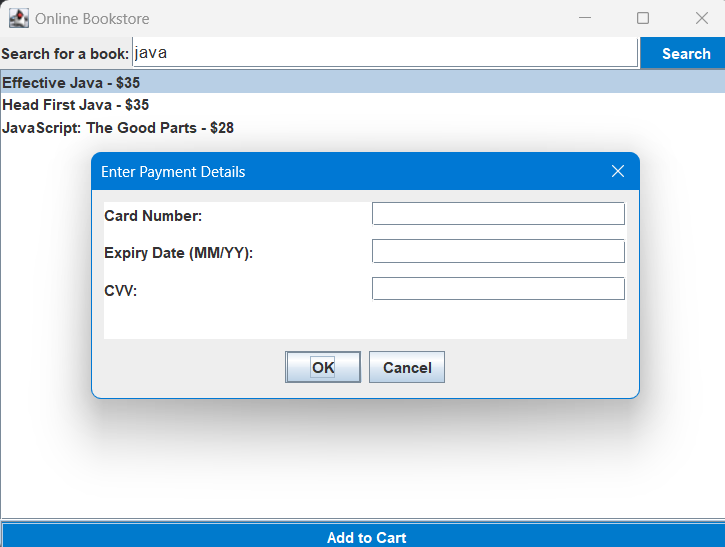 Online Bookstore
Search for a book: java Search
Effective Java - $35
Head First Java - $35
JavaScript: The Good Parts - $28
Enter Payment Details
Card Number:
Expiry Date (MM/YY):
CVV:
OK Cancel
Add to Cart